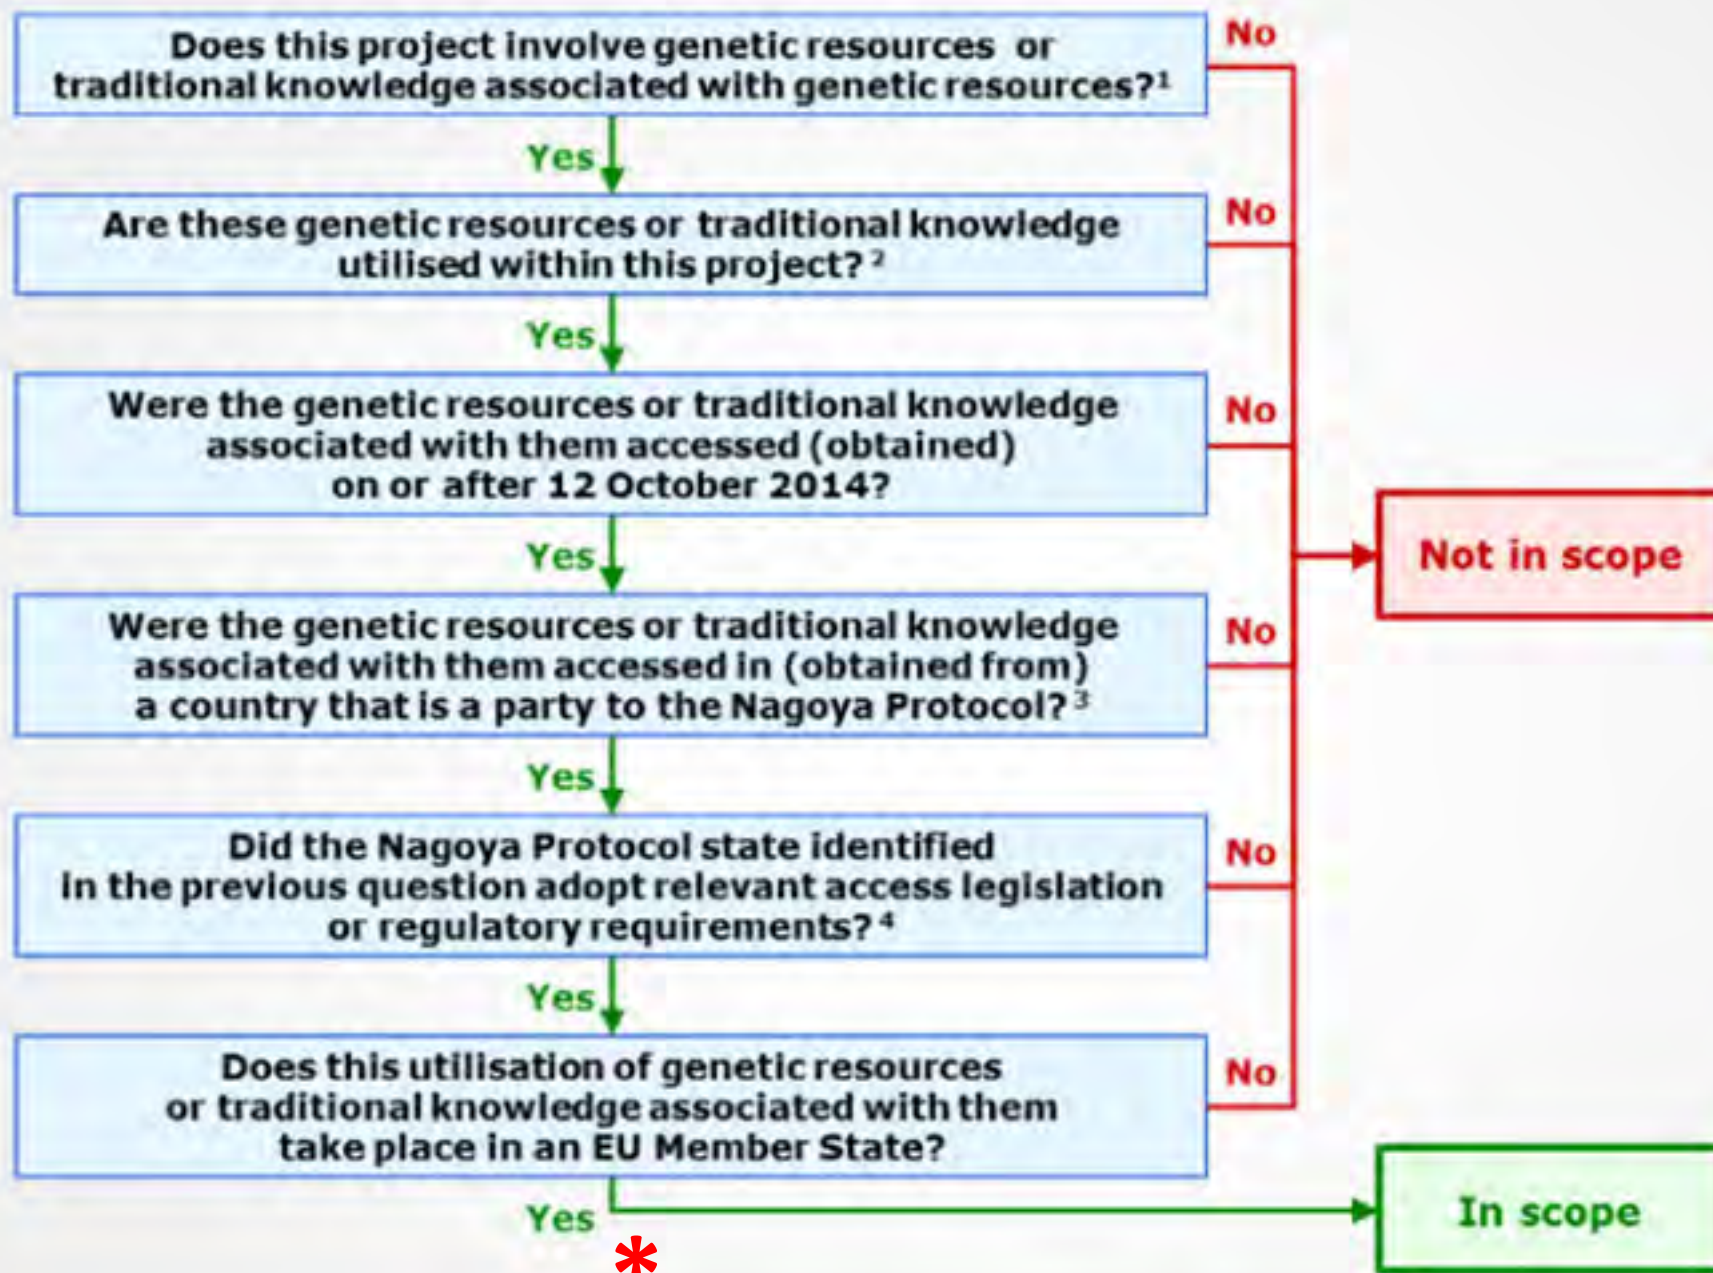 Does this project involve genetic resources or
traditional knowledge associated with genetic resources?¹
No
Yes
Are these genetic resources or traditional knowledge
utilised within this project? ²
No
Yes
Were the genetic resources or traditional knowledge
associated with them accessed (obtained)
on or after 12 October 2014?
No
Yes
Not in scope
Were the genetic resources or traditional knowledge
associated with them accessed in (obtained from)
a country that is a party to the Nagoya Protocol? ³
No
Yes
Did the Nagoya Protocol state identified
in the previous question adopt relevant access legislation
or regulatory requirements? ⁴
No
Yes
Does this utilisation of genetic resources
or traditional knowledge associated with them
take place in an EU Member State?
No
Yes
*
In scope